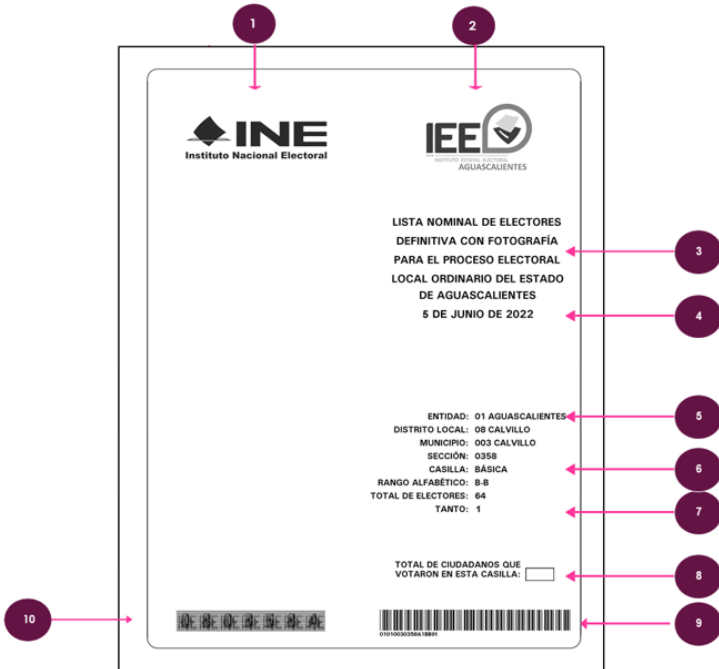 1
2
INE
Instituto Nacional Electoral
IEE
INSTITUTO ESTATAL ELECTORAL
AGUASCALIENTES
LISTA NOMINAL DE ELECTORES
DEFINITIVA CON FOTOGRAFÍA
3
PARA EL PROCESO ELECTORAL
LOCAL ORDINARIO DEL ESTADO
DE AGUASCALIENTES
5 DE JUNIO DE 2022
4
ENTIDAD: 01 AGUASCALIENTES
5
DISTRITO LOCAL: 08 CALVILLO
MUNICIPIO: 003 CALVILLO
SECCIÓN: 0358
CASILLA: BÁSICA
6
RANGO ALFABÉTICO: B-B
TOTAL DE ELECTORES: 64
TANTO: 1
7
TOTAL DE CIUDADANOS QUE
VOTARON EN ESTA CASILLA:
8
10
9